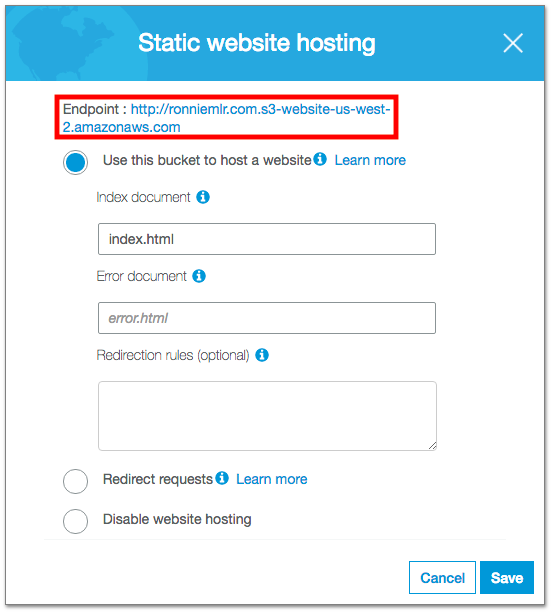 Static website hosting
Endpoint : http://ronniemlr.com.s3-website-us-west-
2.amazonaws.com
Use this bucket to host a website Learn more
Index document
index.html
Error document
error.html
Redirection rules (optional)
Redirect requests Learn more
Disable website hosting
Cancel Save